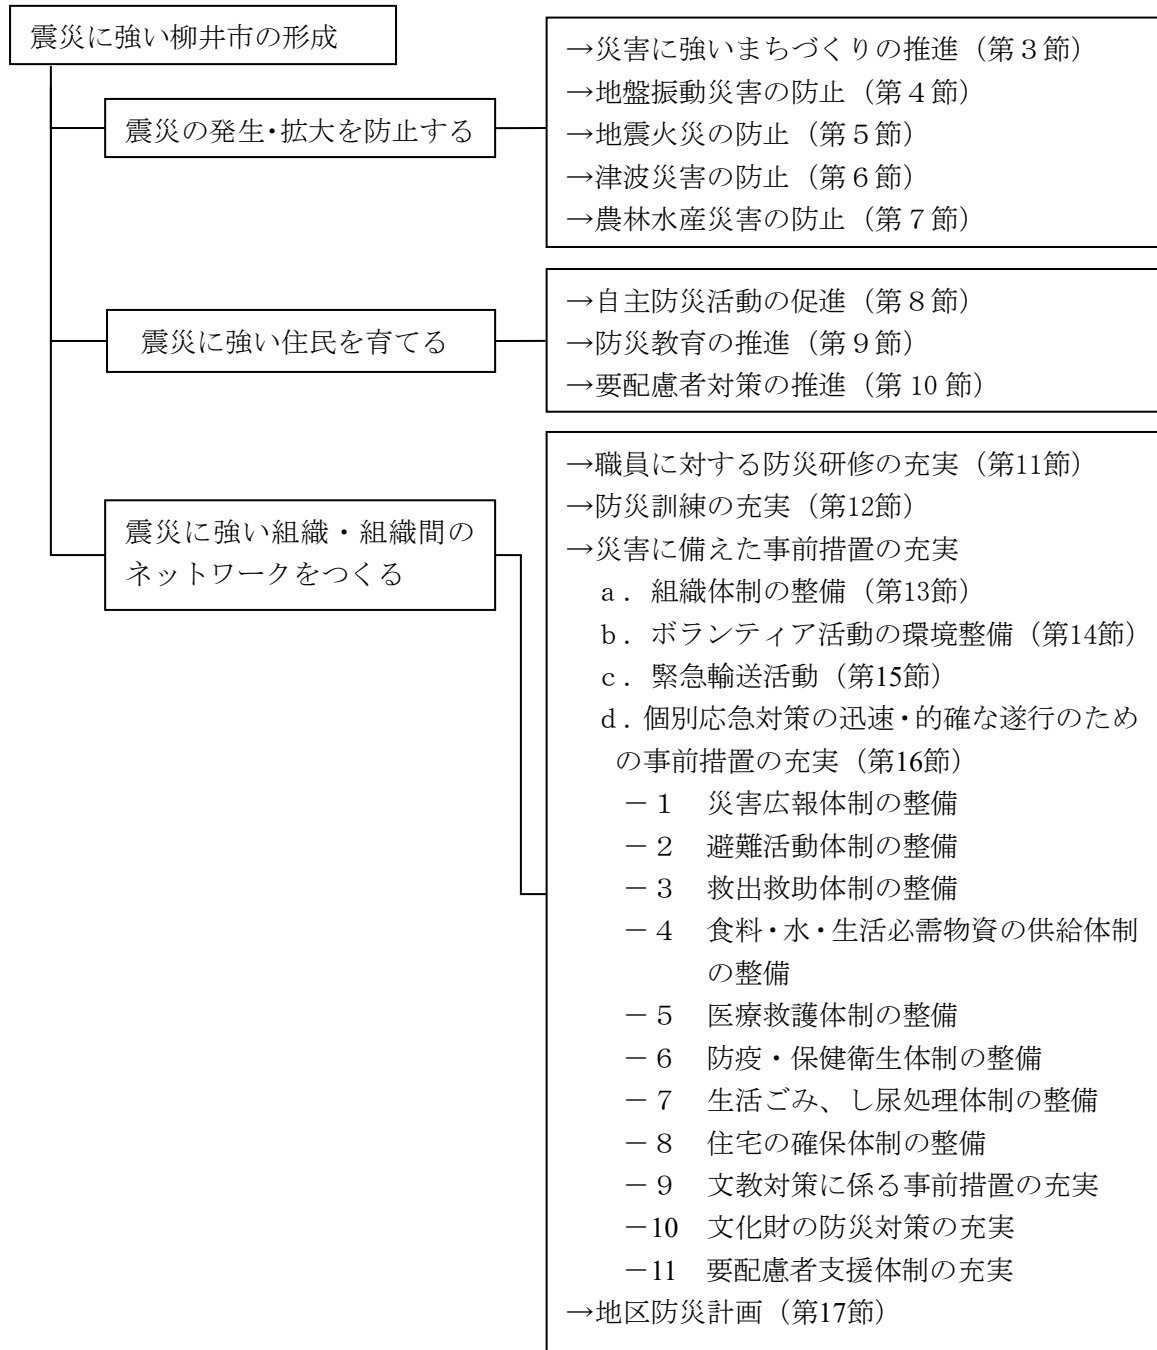 震災に強い柳井市の形成
震災の発生・拡大を防止する
→災害に強いまちづくりの推進（第３節）
→地盤振動災害の防止（第４節）
→地震火災の防止（第５節）
→津波災害の防止（第６節）
→農林水産災害の防止（第７節）
震災に強い住民を育てる
→自主防災活動の促進（第８節）
→防災教育の推進（第９節）
→要配慮者対策の推進（第 10 節）
震災に強い組織・組織間の
ネットワークをつくる
→職員に対する防災研修の充実（第11節）
→防災訓練の充実（第12節）
→災害に備えた事前措置の充実
ａ．組織体制の整備（第13節）
ｂ．ボランティア活動の環境整備（第14節）
ｃ．緊急輸送活動（第15節）
ｄ．個別応急対策の迅速・的確な遂行のため
の事前措置の充実（第16節）
－１　災害広報体制の整備
－２　避難活動体制の整備
－３　救出救助体制の整備
－４　食料・水・生活必需物資の供給体制
の整備
－５　医療救護体制の整備
－６　防疫・保健衛生体制の整備
－７　生活ごみ、し尿処理体制の整備
－８　住宅の確保体制の整備
－９　文教対策に係る事前措置の充実
－10　文化財の防災対策の充実
－11　要配慮者支援体制の充実
→地区防災計画（第17節）